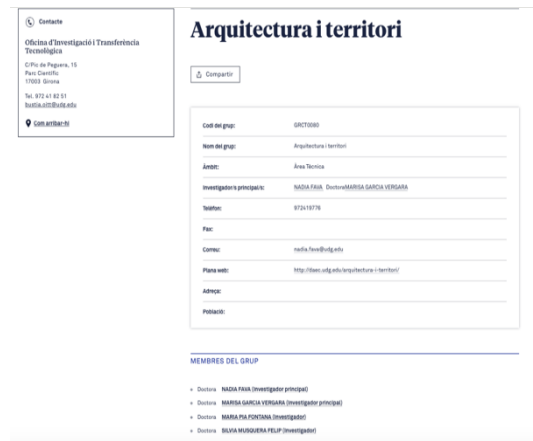 Contacte
Oficina d'Investigació i Transferència
Tecnològica
C/Pic de Peguera, 15
Parc Científic
17003 Girona
Tel. 972 41 82 51
bustia.oitt@udg.edu
Com arribar-hi
Arquitectura i territori
Compartir
Codi del grup: GRCT0080
Nom del grup: Arquitectura i territori
Àmbit: Àrea Tècnica
Investigador/s principal/s: NADIA FAVA DoctoraMARISA GARCIA VERGARA
Telèfon: 972419776
Fax:
Correu: nadia.fava@udg.edu
Plana web: http://daec.udg.edu/arquitectura-i-territori/
Adreça:
Població:
MEMBRES DEL GRUP
Doctora NADIA FAVA (Investigador principal)
Doctora MARISA GARCIA VERGARA (Investigador principal)
Doctora MARIA PIA FONTANA (Investigador)
Doctora SILVIA MUSQUERA FELIP (Investigador)